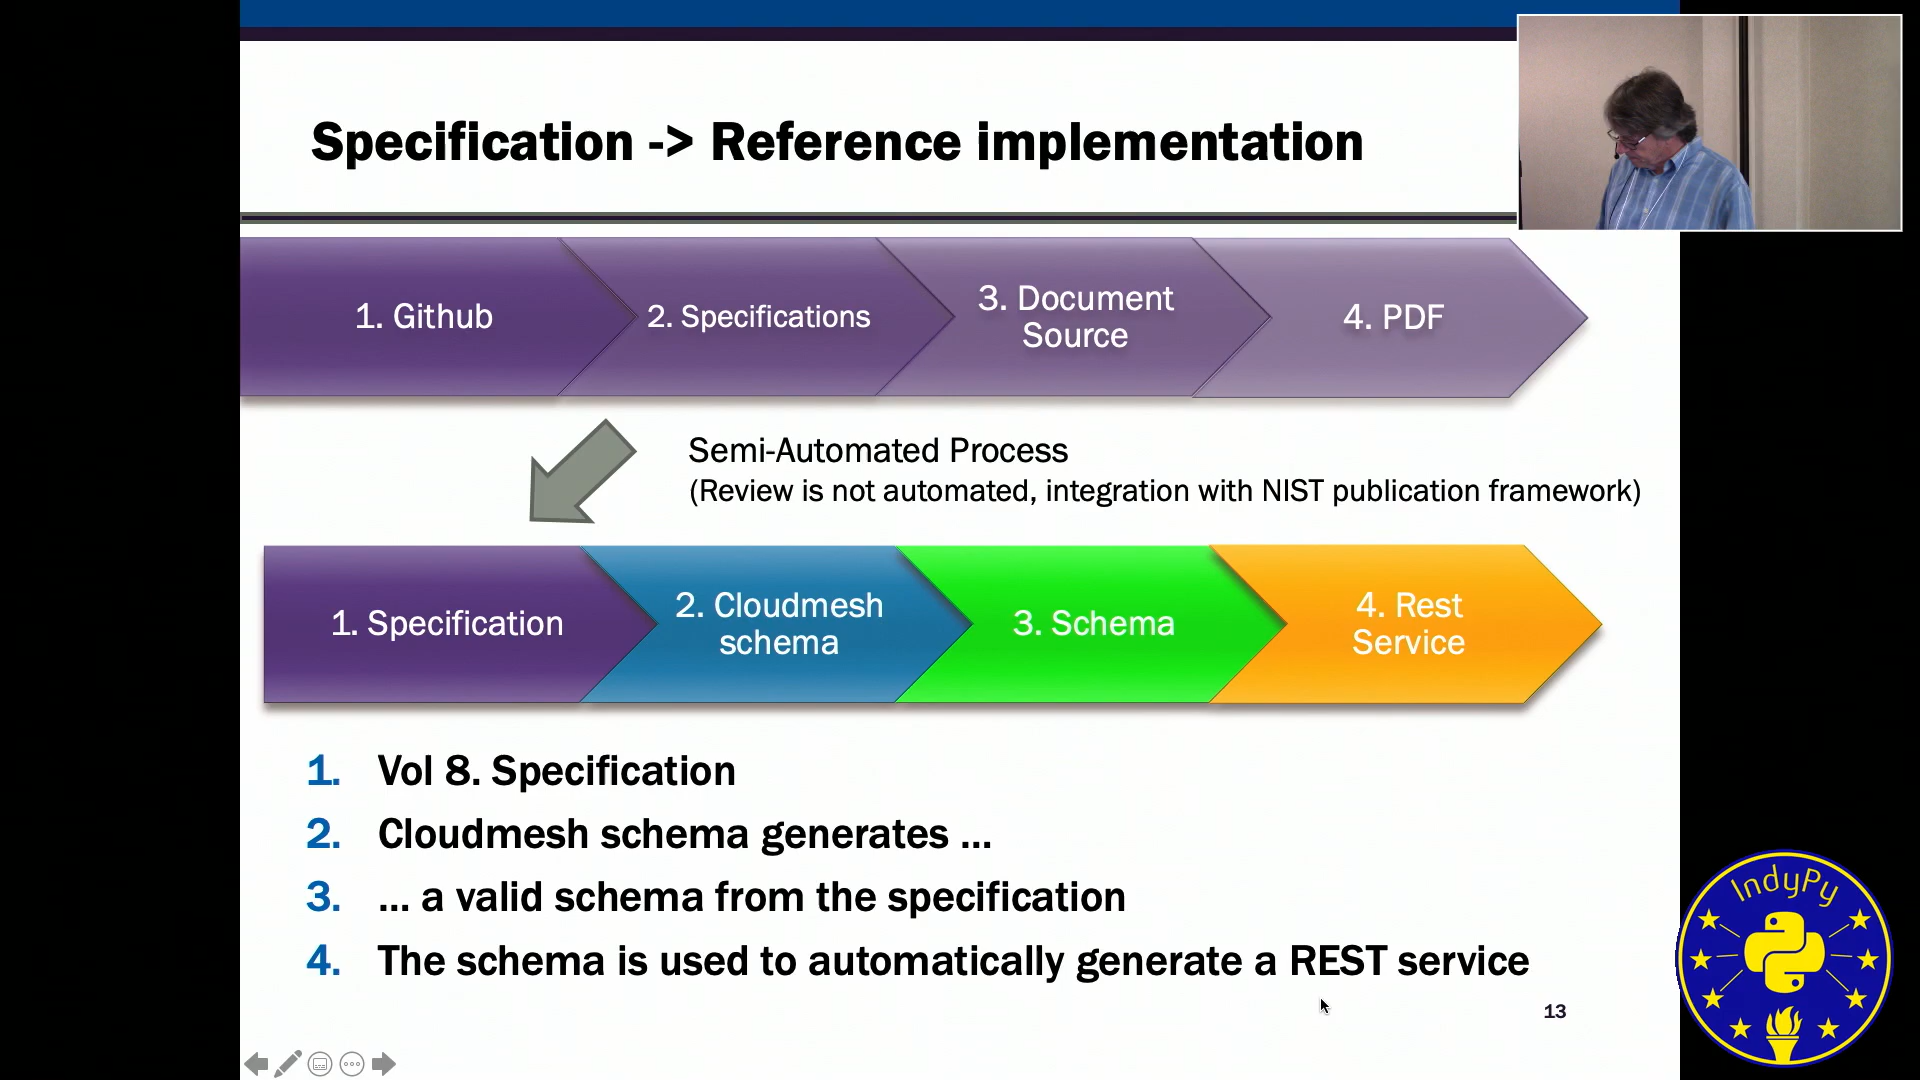 Specification -> Reference implementation
1. Github
2. Specifications
3. Document
Source
4. PDF
Semi-Automated Process
(Review is not automated, integration with NIST publication framework)
1. Specification
2. Cloudmesh
schema
3. Schema
4. Rest
Service
1. Vol 8. Specification
2. Cloudmesh schema generates ...
3. ... a valid schema from the specification
4. The schema is used to automatically generate a REST service
13
IndyPy